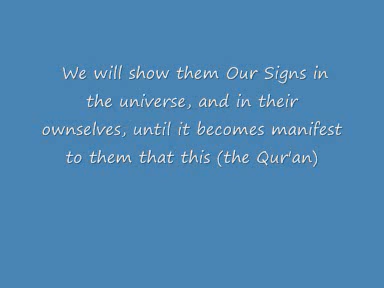 We will show them Our Signs in
the universe, and in their
ownselves, until it becomes manifest
to them that this (the Qur'an)